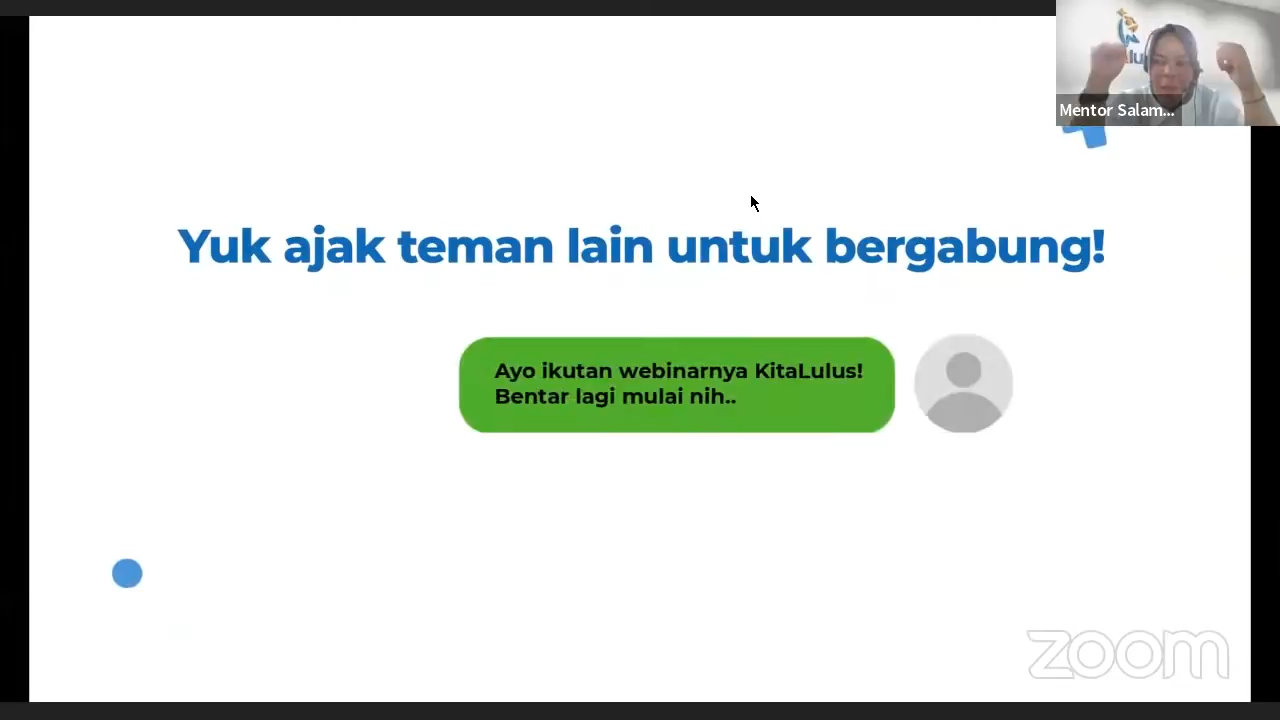 Mentor Salam...
Yuk ajak teman lain untuk bergabung!
Ayo ikutan webinarnya KitaLulus!
Bentar lagi mulai nih..
zoom